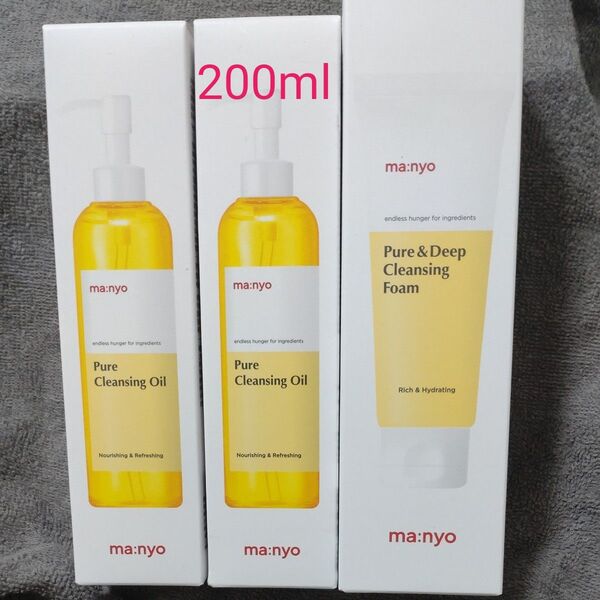 200ml
ma:nyo
endless hunger for ingredients
Pure
Cleansing Oil
Nourishing & Refreshing
ma:nyo
ma:nyo
endless hunger for ingredients
Pure
Cleansing Oil
Nourishing & Refreshing
ma:nyo
ma:nyo
endless hunger for ingredients
Pure & Deep
Cleansing
Foam
Rich & Hydrating
ma:nyo